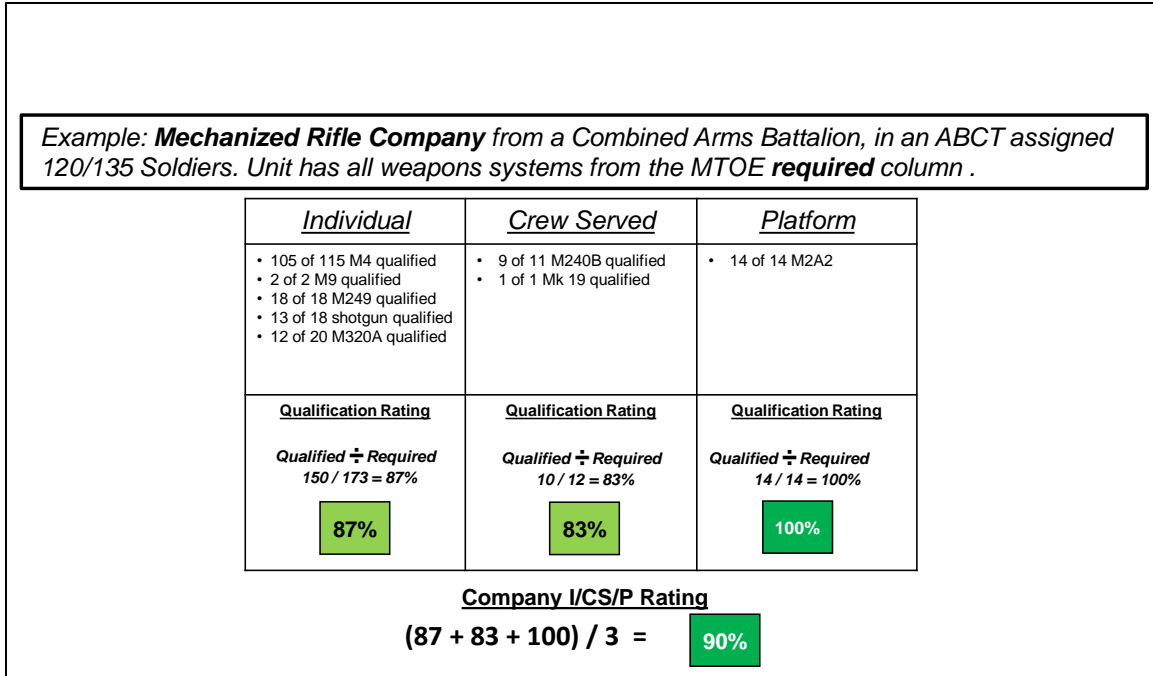 Example: Mechanized Rifle Company from a Combined Arms Battalion, in an ABCT assigned
120/135 Soldiers. Unit has all weapons systems from the MTOE required column .
Individual
• 105 of 115 M4 qualified
• 2 of 2 M9 qualified
• 18 of 18 M249 qualified
• 13 of 18 shotgun qualified
• 12 of 20 M320A qualified
Qualification Rating
Qualified ÷ Required
150 / 173 = 87%
87%
Crew Served
• 9 of 11 M240B qualified
• 1 of 1 Mk 19 qualified
Qualification Rating
Qualified ÷ Required
10 / 12 = 83%
83%
Platform
• 14 of 14 M2A2
Qualification Rating
Qualified ÷ Required
14 / 14 = 100%
100%
Company I/CS/P Rating
(87 + 83 + 100) / 3 = 90%